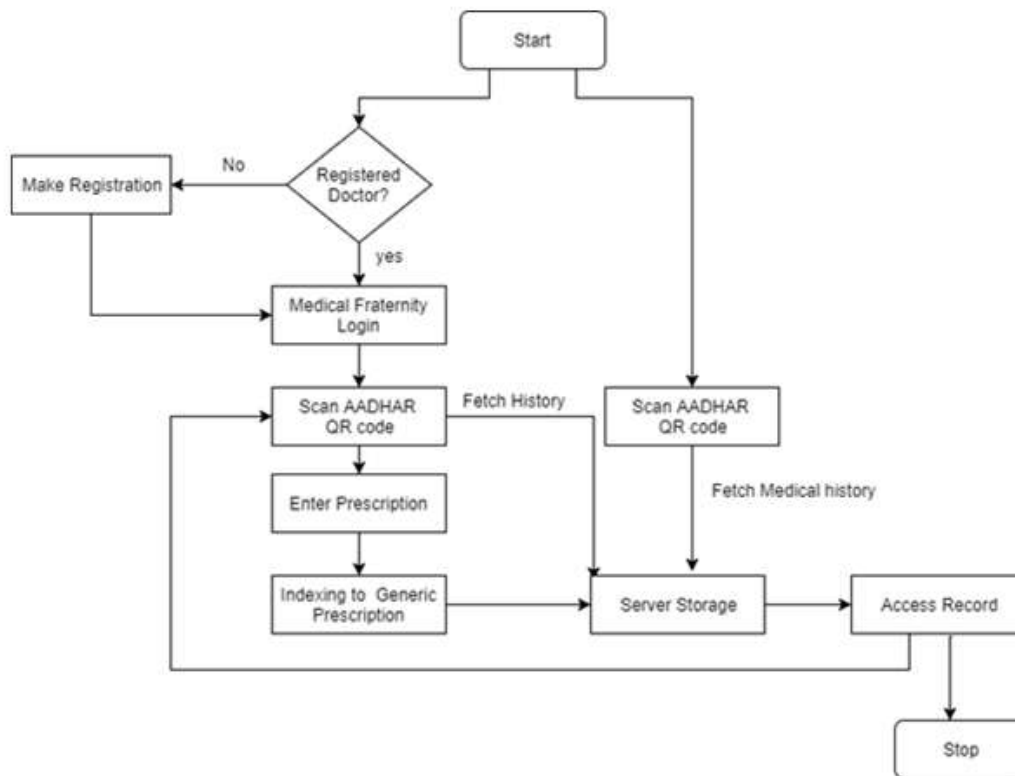 Start
Registered
Doctor?
No
Make Registration
yes
Medical Fraternity
Login
Scan AADHAR
QR code
Fetch History
Scan AADHAR
QR code
Enter Prescription
Fetch Medical history
Indexing to Generic
Prescription
Server Storage
Access Record
Stop